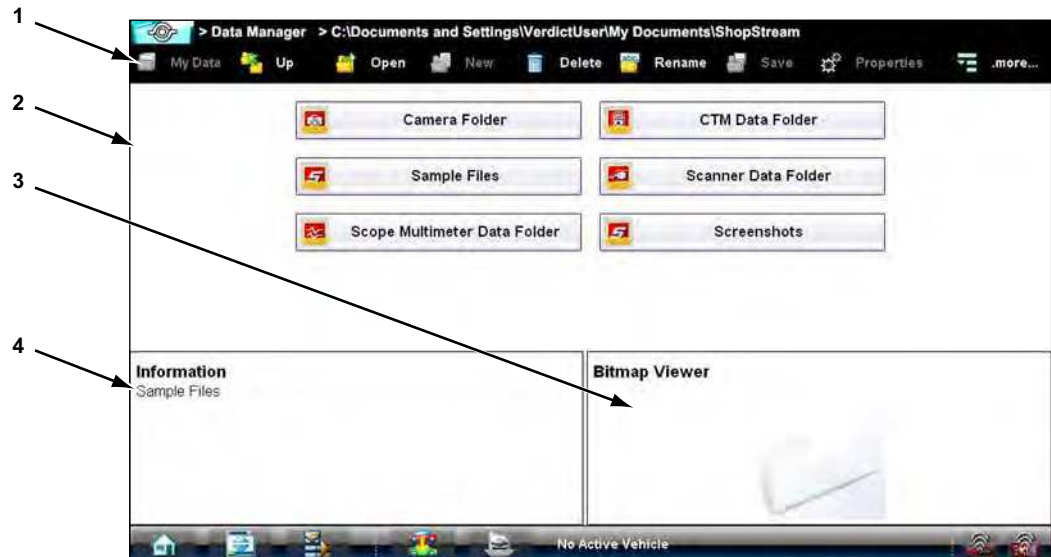 1
> Data Manager > C:\Documents and Settings\VerdictUser\My Documents\ShopStream
My Data Up Open New Delete Rename Save Properties .more...
2
Camera Folder CTM Data Folder
3
Sample Files Scanner Data Folder
Scope Multimeter Data Folder Screenshots
4
Information Bitmap Viewer
Sample Files
No Active Vehicle